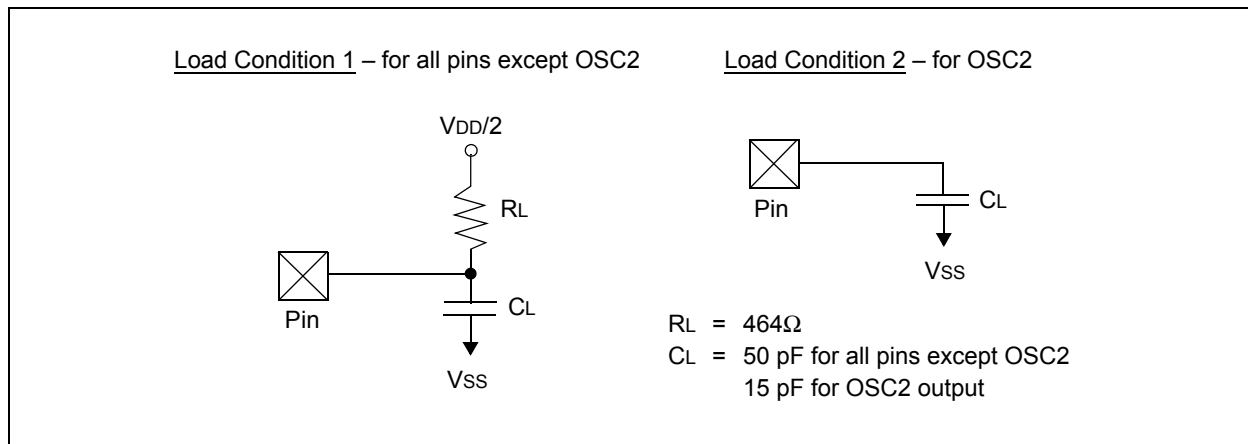 Load Condition 1 – for all pins except OSC2
Load Condition 2 – for OSC2
VDD/2
RL
Pin
CL
VSS
Pin
CL
VSS
RL = 464Ω
CL = 50 pF for all pins except OSC2
15 pF for OSC2 output